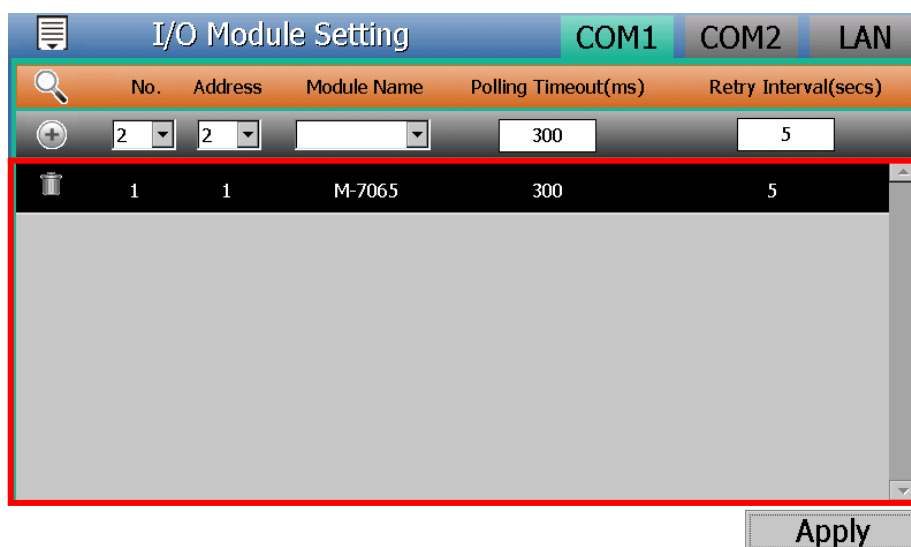 I/O Module Setting COM1 COM2 LAN
No. Address Module Name Polling Timeout(ms) Retry Interval(secs)
2 2 300 5
1 1 M-7065 300 5
Apply